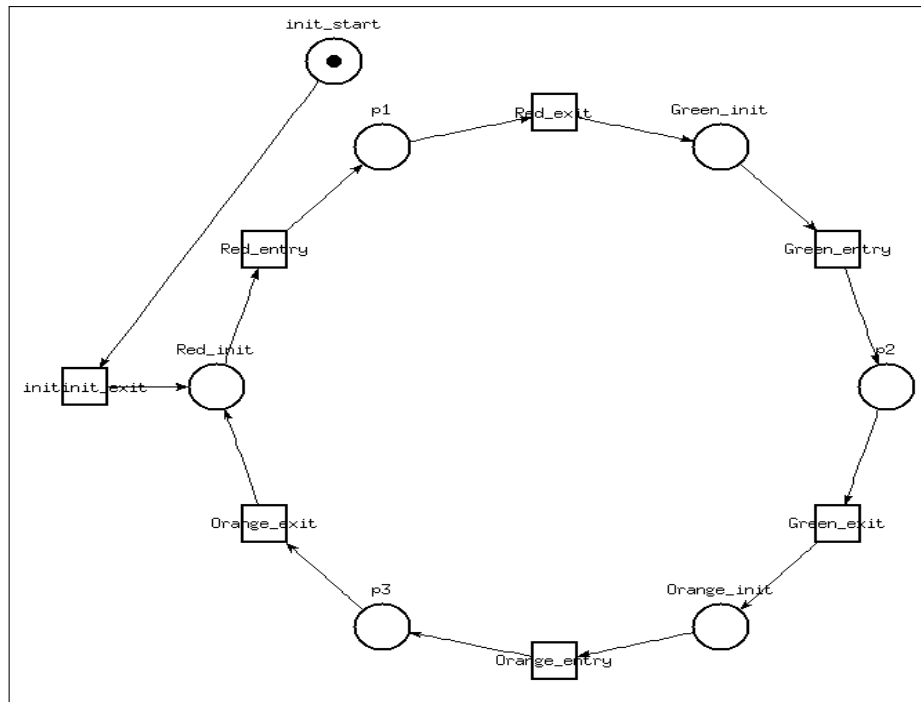 init_start
p1
Red_exit
Green_init
Red_entry
Green_entry
Red_init
p2
initinit_exit
Orange_exit
Green_exit
p3
Orange_init
Orange_entry